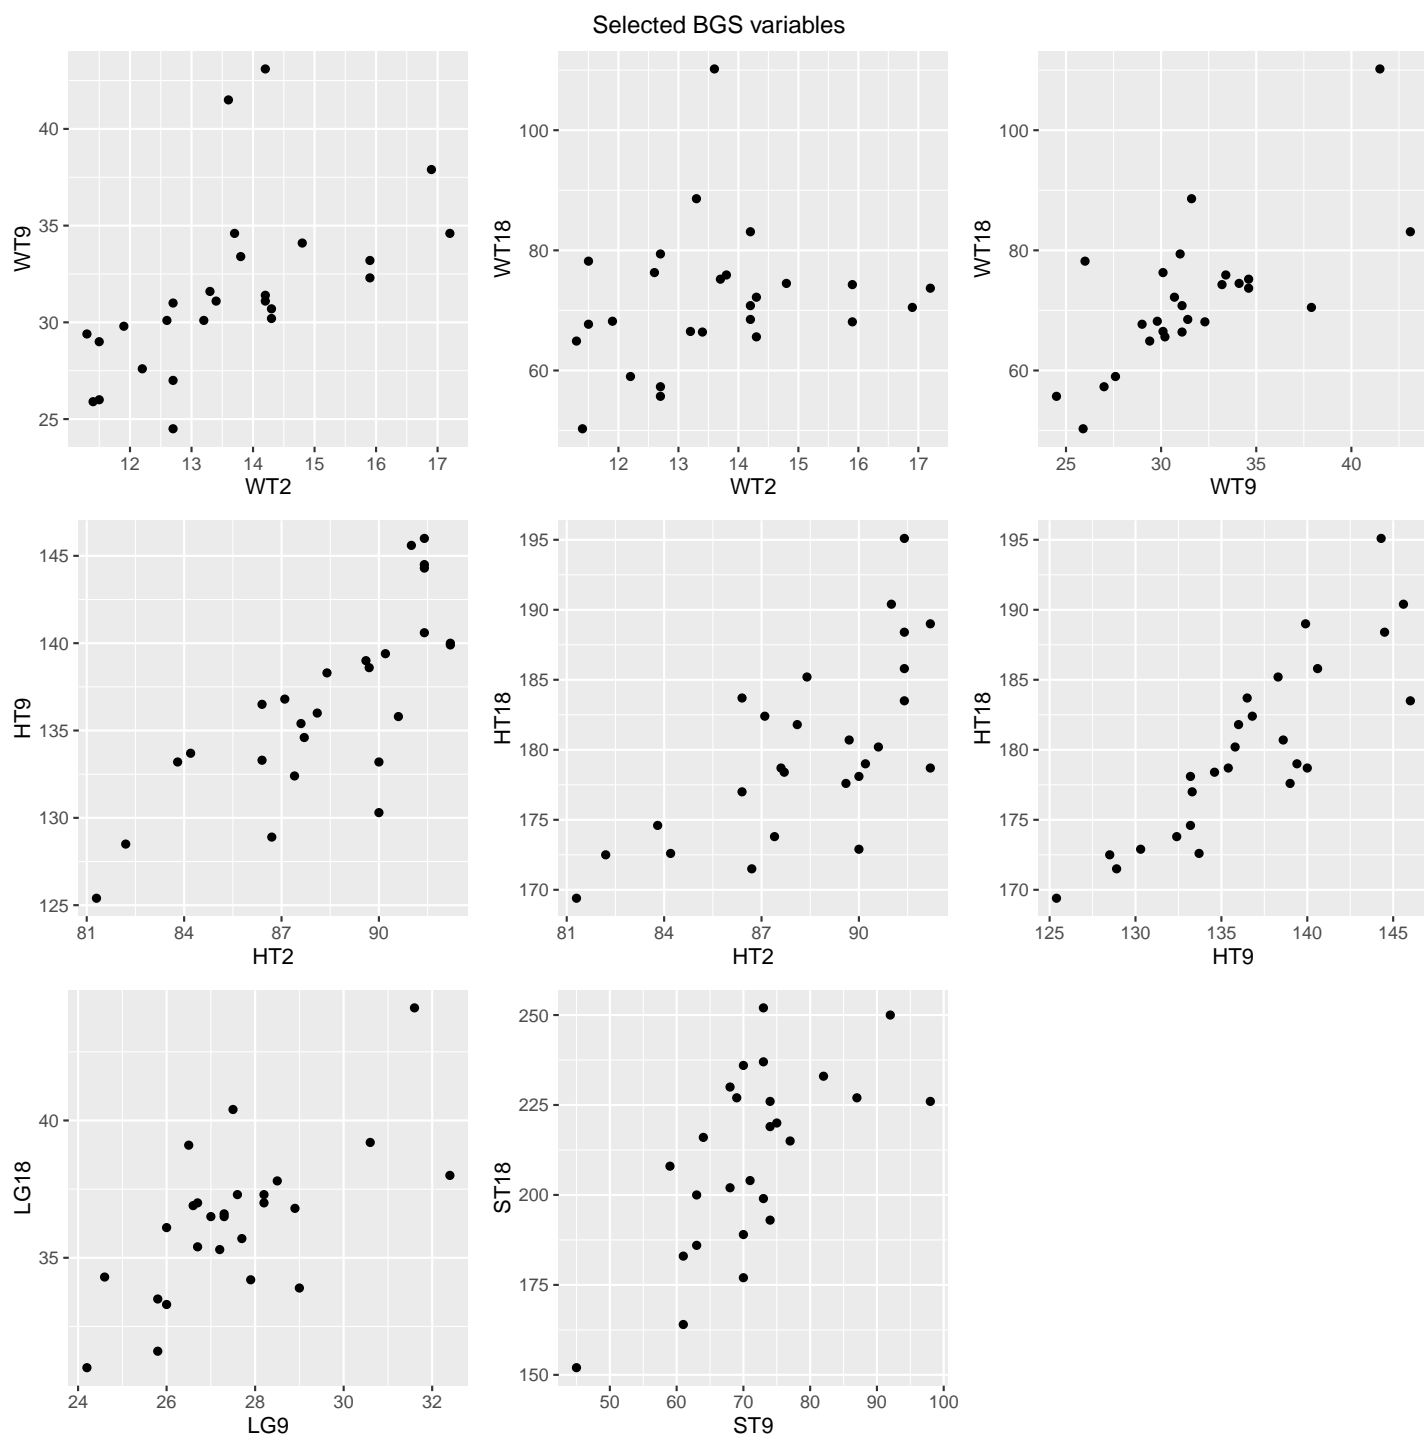 Selected BGS variables
WT9
40
35
30
25
12 13 14 15 16 17
WT2
WT18
100
80
60
12 13 14 15 16 17
WT2
WT18
100
80
60
25 30 35 40
WT9
HT9
145
140
135
130
125
81 84 87 90
HT2
HT18
195
190
185
180
175
170
81 84 87 90
HT2
HT18
195
190
185
180
175
170
125 130 135 140 145
HT9
LG18
40
35
24 26 28 30 32
LG9
ST18
250
225
200
175
150
50 60 70 80 90 100
ST9